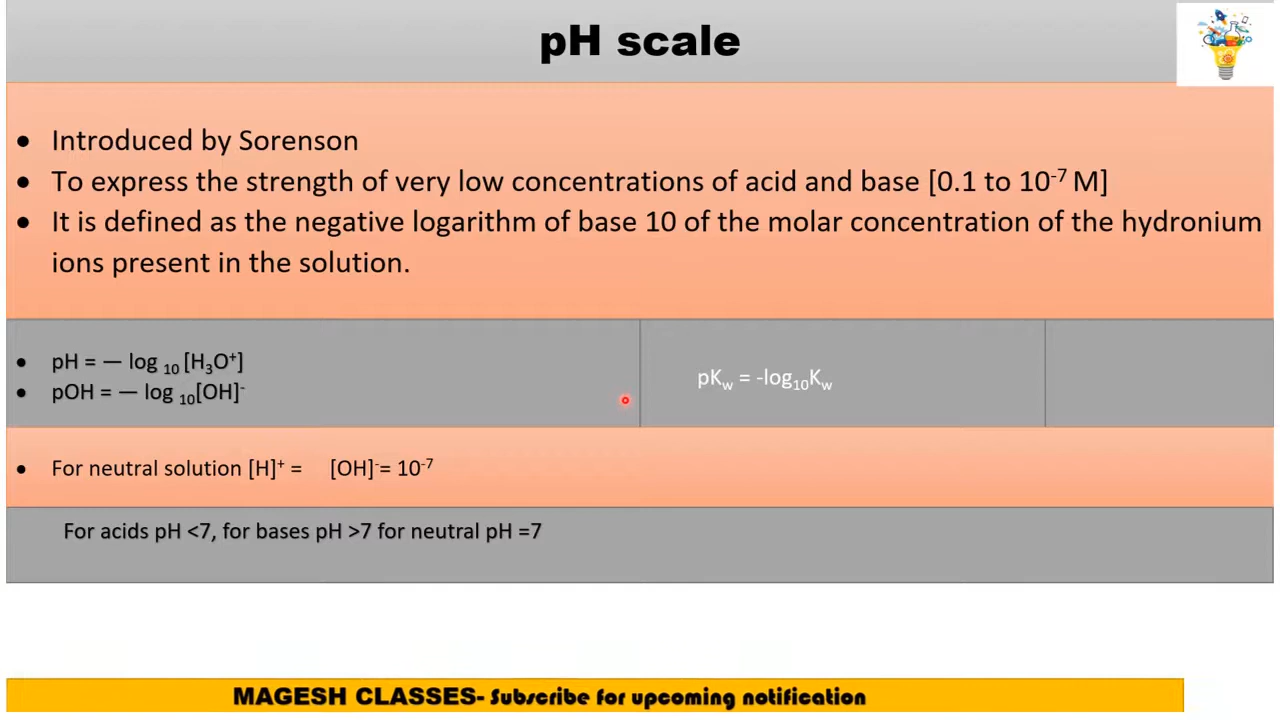 pH scale
• Introduced by Sorenson
• To express the strength of very low concentrations of acid and base [0.1 to 10⁻⁷ M]
• It is defined as the negative logarithm of base 10 of the molar concentration of the hydronium
ions present in the solution.
• pH = — log ₁₀ [H₃O⁺]
• pOH = — log ₁₀[OH]⁻
pKw = -log₁₀Kw
• For neutral solution [H]⁺ = [OH]⁻= 10⁻⁷
For acids pH <7, for bases pH >7 for neutral pH =7
MAGESH CLASSES- Subscribe for upcoming notification